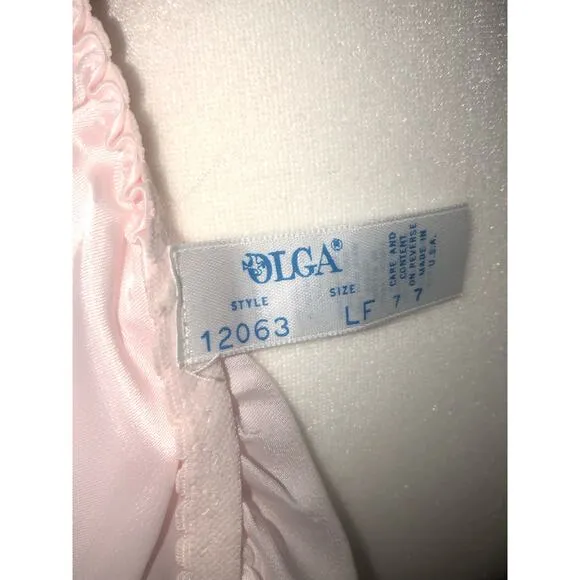 OLGA®
STYLE SIZE
12063 LF 7 7
CARE AND
CONTENT
ON REVERSE
MADE IN
U.S.A.